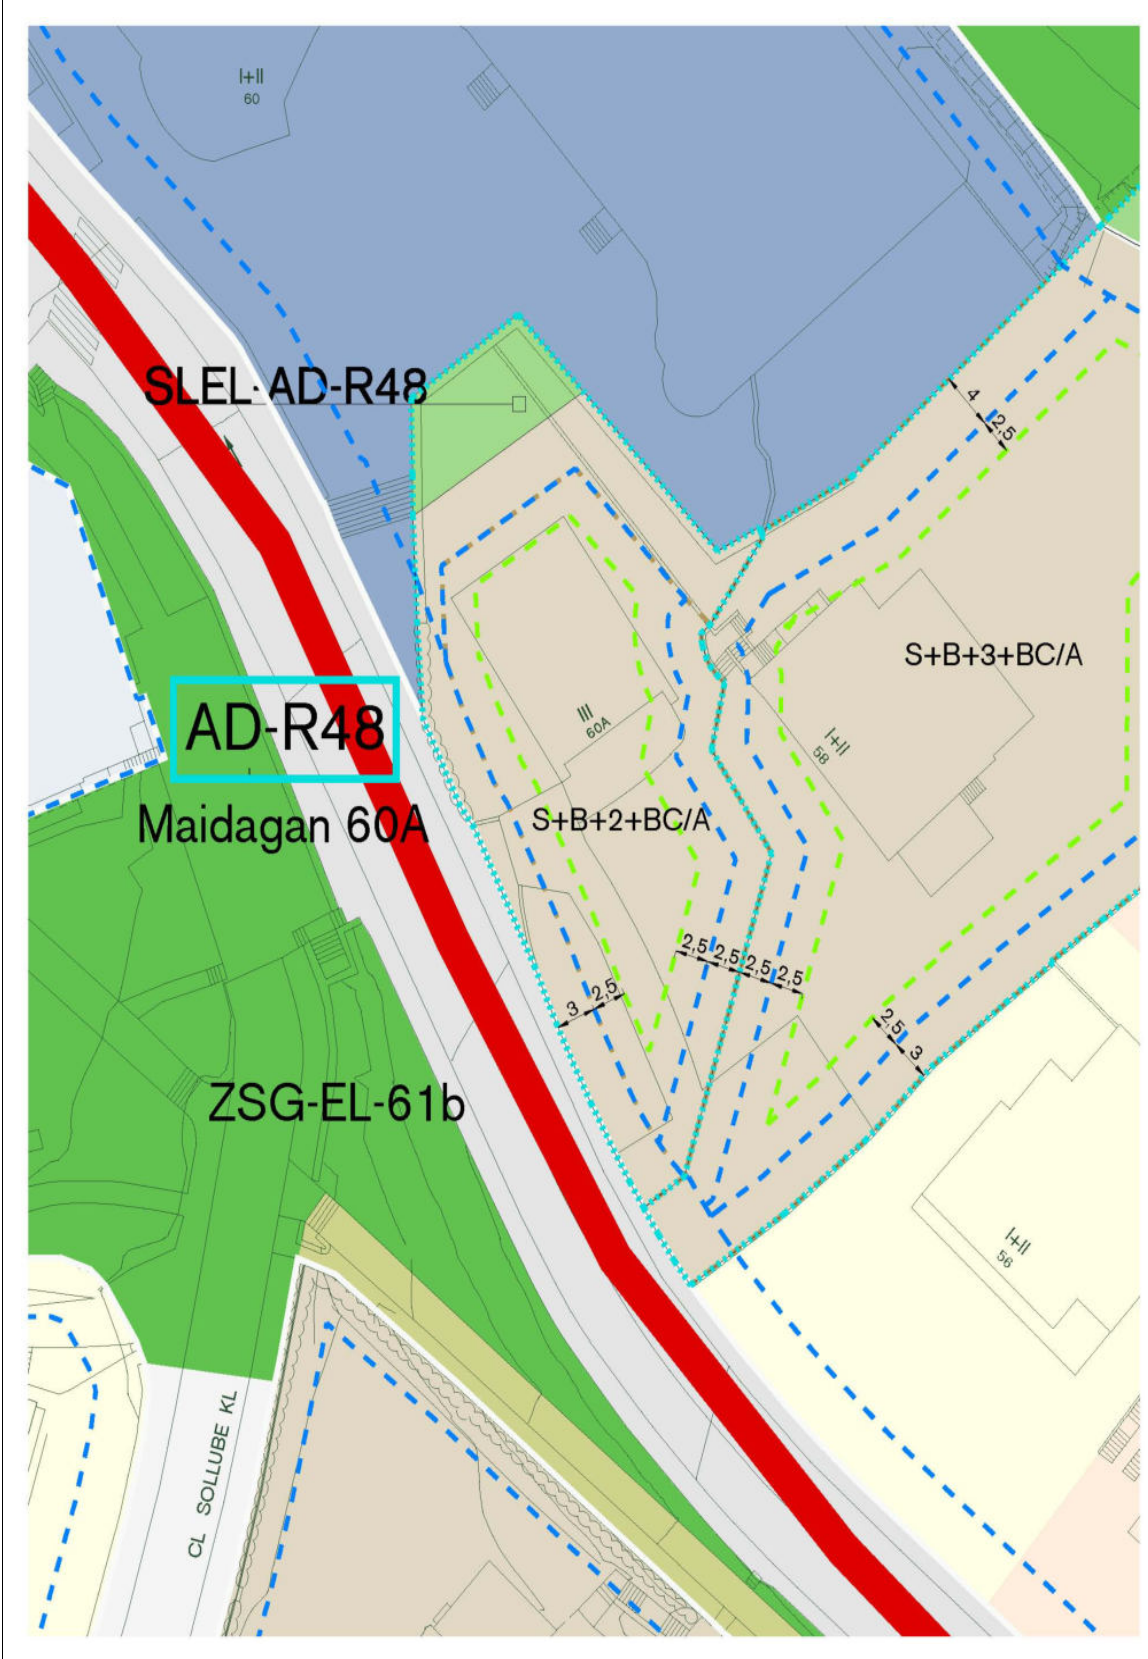 I+II
60
SLEL-AD-R48
4
2,5
S+B+3+BC/A
AD-R48
III
60A
I+II
58
Maidagan 60A
S+B+2+BC/A
2,5
2,5
2,5
2,5
3
2,5
2,5
3
ZSG-EL-61b
I+II
56
CL SOLLUBE KL